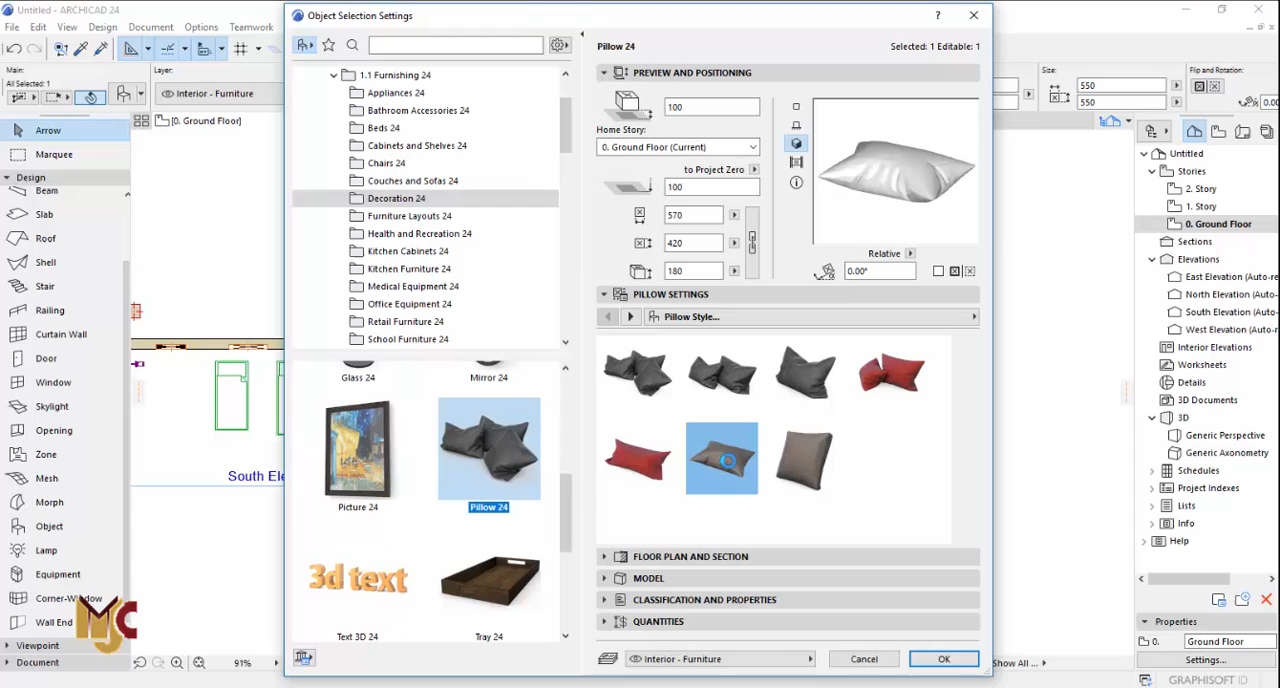 Untitled - ARCHICAD 24
File Edit View Design Document Options Teamwork
Main:
All Selected: 1
Layer:
Interior - Furniture
[0. Ground Floor]
Arrow
Marquee
Design
Beam
Slab
Roof
Shell
Stair
Railing
Curtain Wall
Door
Window
Skylight
Opening
Zone
Mesh
Morph
Object
Lamp
Equipment
Corner-Window
Wall End
Viewpoint
Document
MJC
South Ele
91%
Object Selection Settings
?
1.1 Furnishing 24
Appliances 24
Bathroom Accessories 24
Beds 24
Cabinets and Shelves 24
Chairs 24
Couches and Sofas 24
Decoration 24
Furniture Layouts 24
Health and Recreation 24
Kitchen Cabinets 24
Kitchen Furniture 24
Medical Equipment 24
Office Equipment 24
Retail Furniture 24
School Furniture 24
Glass 24
Mirror 24
Picture 24
Pillow 24
3d text
Text 3D 24
Tray 24
Pillow 24
Selected: 1 Editable: 1
PREVIEW AND POSITIONING
100
Home Story:
0. Ground Floor (Current)
to Project Zero
100
570
420
180
Relative
0.00°
PILLOW SETTINGS
Pillow Style...
FLOOR PLAN AND SECTION
MODEL
CLASSIFICATION AND PROPERTIES
QUANTITIES
Interior - Furniture
Cancel
OK
Size:
550
550
Flip and Rotation:
0.00
Untitled
Stories
2. Story
1. Story
0. Ground Floor
Sections
Elevations
East Elevation (Auto-re
North Elevation (Auto-
South Elevation (Auto-
West Elevation (Auto-r
Interior Elevations
Worksheets
Details
3D Documents
3D
Generic Perspective
Generic Axonometry
Schedules
Project Indexes
Lists
Info
Help
Properties
0.
Ground Floor
Settings...
Show All ...
GRAPHISOFT ID